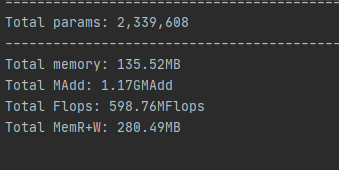 Total params: 2,339,608
Total memory: 135.52MB
Total MAdd: 1.17GMAdd
Total Flops: 598.76MFlops
Total MemR+W: 280.49MB